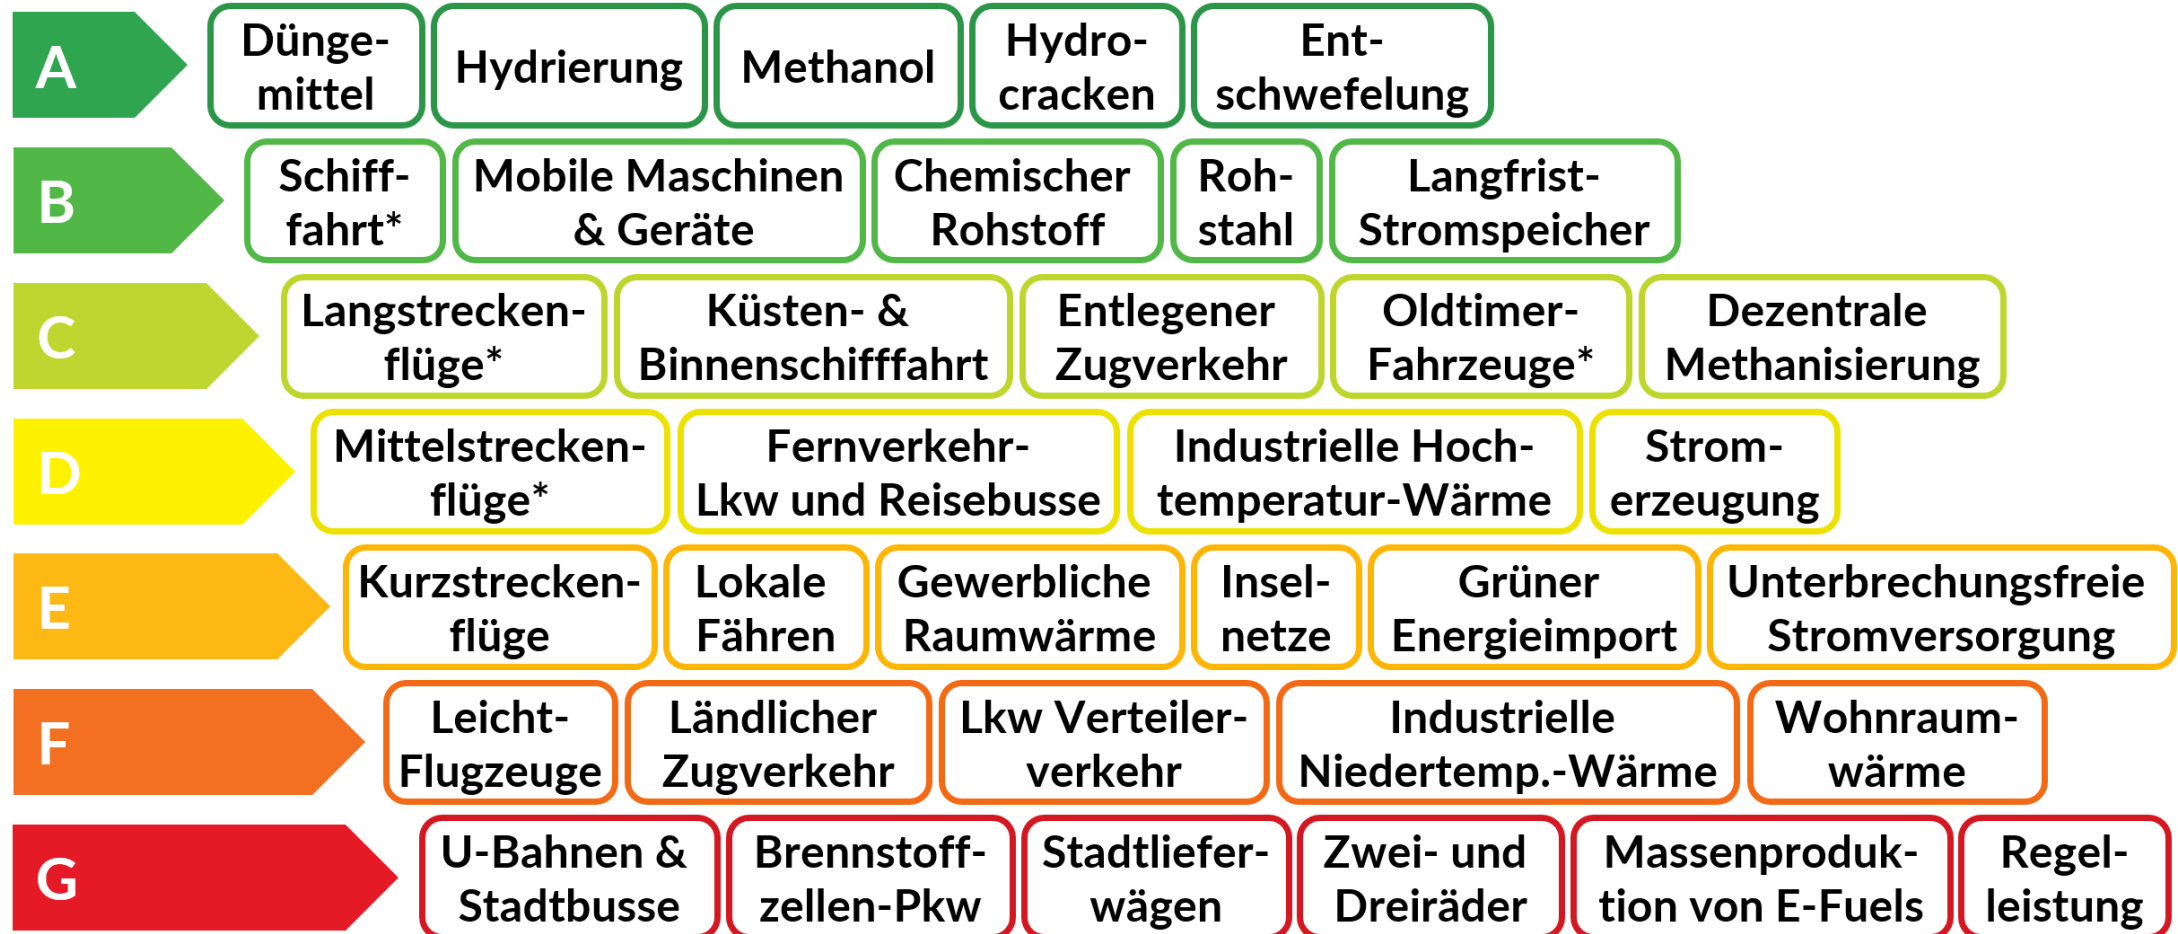 A
Dünge-
mittel
Hydrierung
Methanol
Hydro-
cracken
Ent-
schwefelung
B
Schiff-
fahrt*
Mobile Maschinen
& Geräte
Chemischer
Rohstoff
Roh-
stahl
Langfrist-
Stromspeicher
C
Langstrecken-
flüge*
Küsten- &
Binnenschifffahrt
Entlegener
Zugverkehr
Oldtimer-
Fahrzeuge*
Dezentrale
Methanisierung
D
Mittelstrecken-
flüge*
Fernverkehr-
Lkw und Reisebusse
Industrielle Hoch-
temperatur-Wärme
Strom-
erzeugung
E
Kurzstrecken-
flüge
Lokale
Fähren
Gewerbliche
Raumwärme
Insel-
netze
Grüner
Energieimport
Unterbrechungsfreie
Stromversorgung
F
Leicht-
Flugzeuge
Ländlicher
Zugverkehr
Lkw Verteiler-
verkehr
Industrielle
Niedertemp.-Wärme
Wohnraum-
wärme
G
U-Bahnen &
Stadtbusse
Brennstoff-
zellen-Pkw
Stadtliefer-
wägen
Zwei- und
Dreiräder
Massenproduk-
tion von E-Fuels
Regel-
leistung